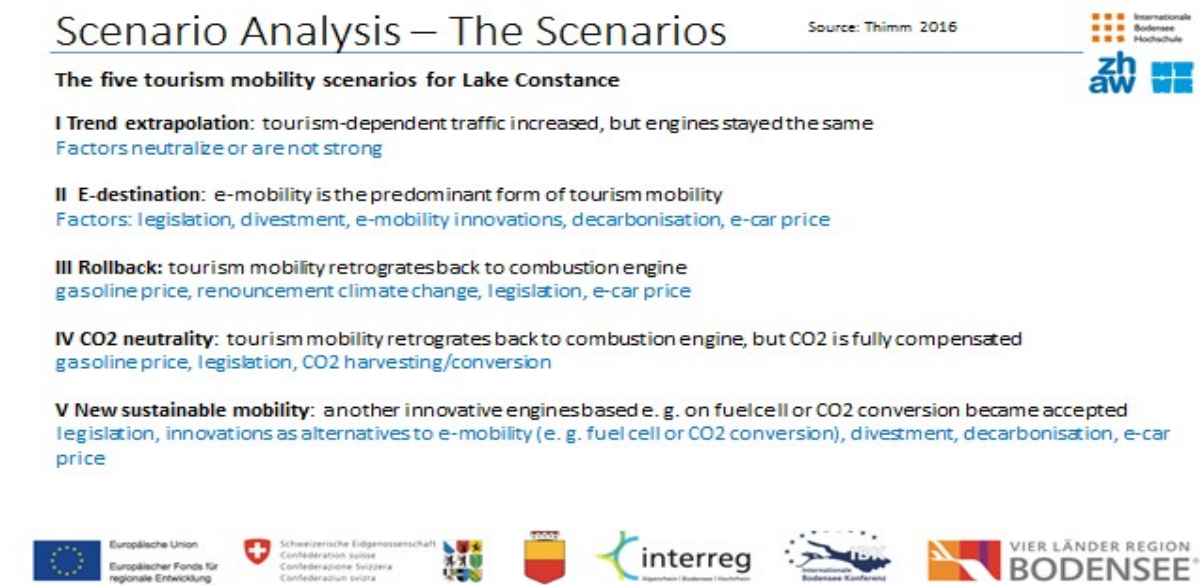 Scenario Analysis – The Scenarios
Source: Thimm 2016
Internationale
Bodensee
Hochschule
zh
aw
The five tourism mobility scenarios for Lake Constance
I Trend extrapolation: tourism-dependent traffic increased, but engines stayed the same
Factors neutralize or are not strong
II E-destination: e-mobility is the predominant form of tourism mobility
Factors: legislation, divestment, e-mobility innovations, decarbonisation, e-car price
III Rollback: tourism mobility retrogrates back to combustion engine
gasoline price, renouncement climate change, legislation, e-car price
IV CO2 neutrality: tourism mobility retrogrates back to combustion engine, but CO2 is fully compensated
gasoline price, legislation, CO2 harvesting/conversion
V New sustainable mobility: another innovative engines based e. g. on fuel cell or CO2 conversion became accepted
legislation, innovations as alternatives to e-mobility (e. g. fuel cell or CO2 conversion), divestment, decarbonisation, e-car
price
Europäische Union
Europäischer Fonds für
regionale Entwicklung
Schweizerische Eidgenossenschaft
Confédération suisse
Confederazione Svizzera
Confederaziun svizra
interreg
Alpenrhein | Bodensee | Hochrhein
IBK
Internationale
Bodensee Konferenz
VIER LÄNDER REGION
BODENSEE